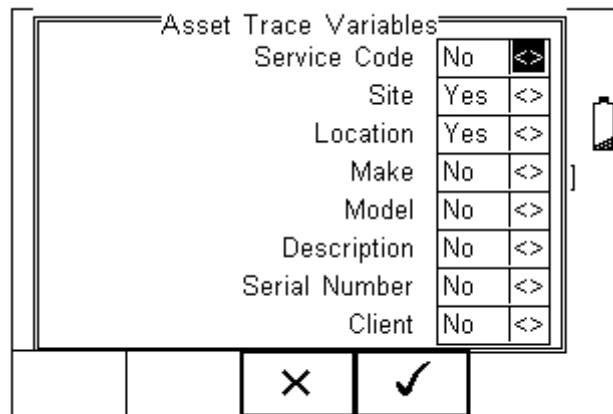 Asset Trace Variables
Service Code No <>
Site Yes <>
Location Yes <>
Make No <>
Model No <>
Description No <>
Serial Number No <>
Client No <>